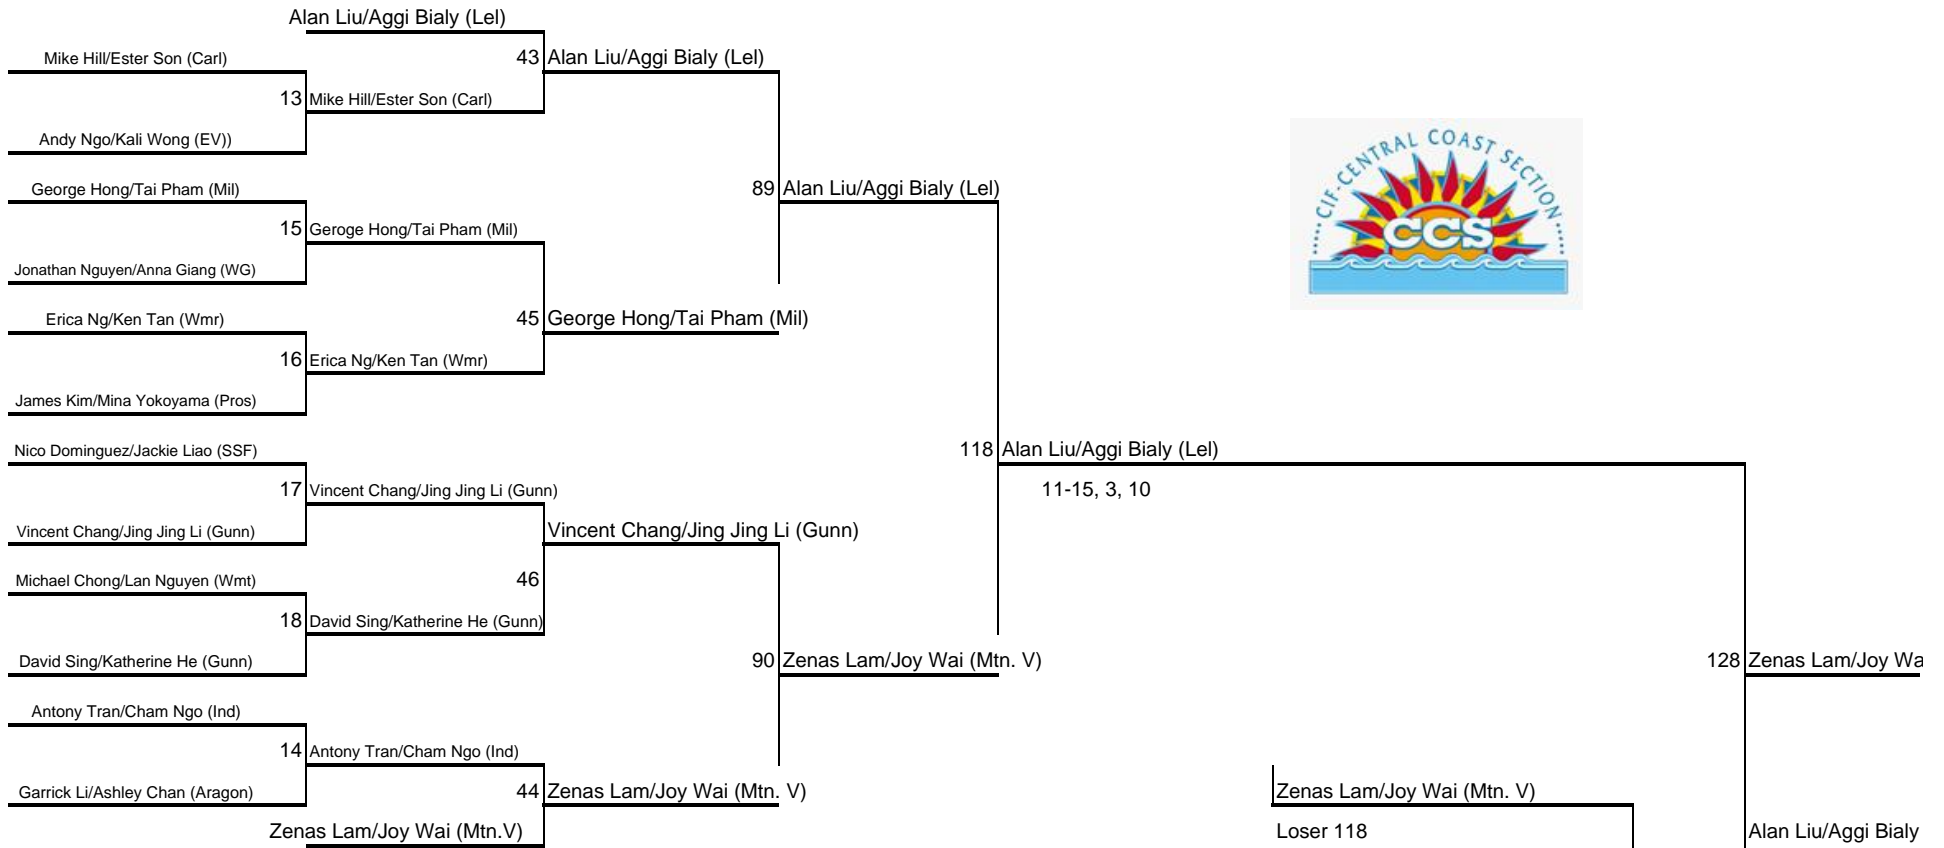 Alan Liu/Aggi Bialy (Lel)
Mike Hill/Ester Son (Carl)
43 Alan Liu/Aggi Bialy (Lel)
13 Mike Hill/Ester Son (Carl)
Andy Ngo/Kali Wong (EV))
George Hong/Tai Pham (Mil)
89 Alan Liu/Aggi Bialy (Lel)
15 Geroge Hong/Tai Pham (Mil)
Jonathan Nguyen/Anna Giang (WG)
Erica Ng/Ken Tan (Wmr)
45 George Hong/Tai Pham (Mil)
16 Erica Ng/Ken Tan (Wmr)
James Kim/Mina Yokoyama (Pros)
Nico Dominguez/Jackie Liao (SSF)
118 Alan Liu/Aggi Bialy (Lel)
17 Vincent Chang/Jing Jing Li (Gunn)
11-15, 3, 10
Vincent Chang/Jing Jing Li (Gunn)
Vincent Chang/Jing Jing Li (Gunn)
Michael Chong/Lan Nguyen (Wmt)
46
18 David Sing/Katherine He (Gunn)
David Sing/Katherine He (Gunn)
90 Zenas Lam/Joy Wai (Mtn. V)
128 Zenas Lam/Joy Wa
Antony Tran/Cham Ngo (Ind)
14 Antony Tran/Cham Ngo (Ind)
Garrick Li/Ashley Chan (Aragon)
44 Zenas Lam/Joy Wai (Mtn. V)
Zenas Lam/Joy Wai (Mtn. V)
Zenas Lam/Joy Wai (Mtn.V)
Loser 118
Alan Liu/Aggi Bialy
CIF-CENTRAL COAST SECTION
CCS